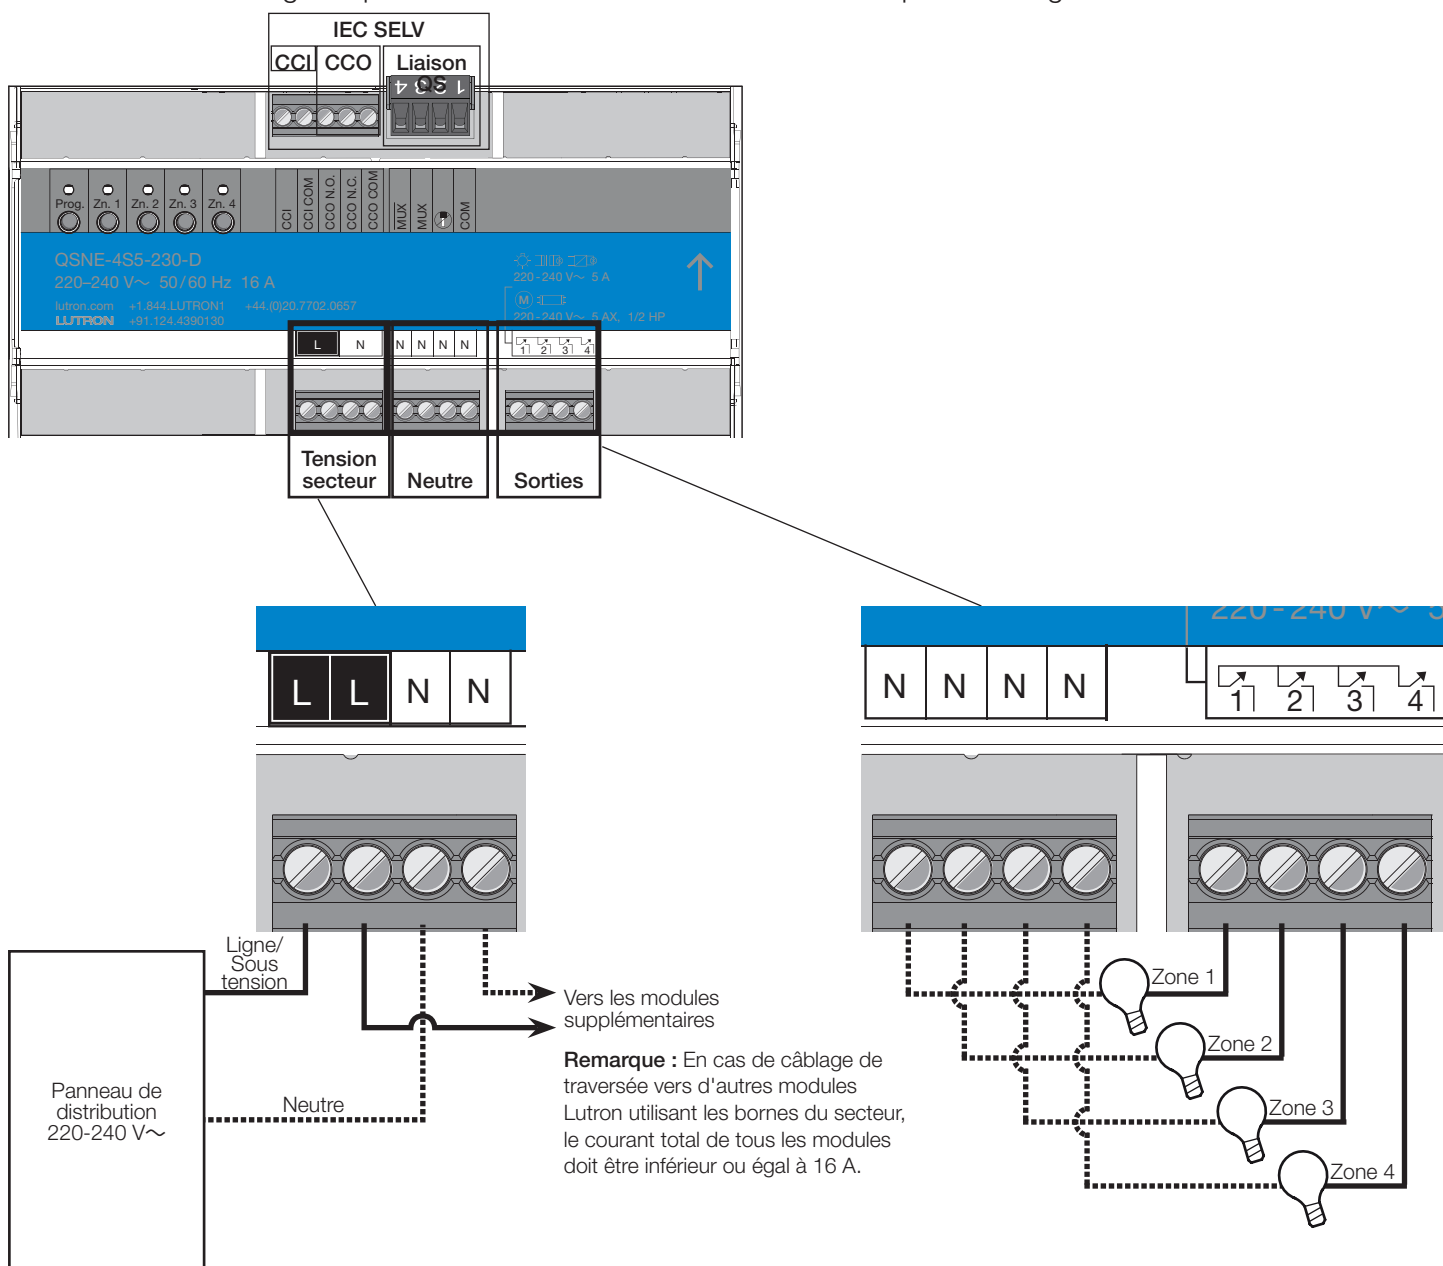 IEC SELV
CCI CCO Liaison QS
4 3 2 1
Prog. Zn. 1 Zn. 2 Zn. 3 Zn. 4
CCI
CCI COM
CCO N.O.
CCO N.C.
CCO COM
MUX
MUX
COM
QSNE-4S5-230-D
220–240 V~ 50/60 Hz 16 A
lutron.com +1.844.LUTRON1 +44.(0)20.7702.0657
LUTRON +91.124.4390130
220-240 V~ 5 A
M
220-240 V~ 5 AX, 1/2 HP
L N N N N N 1 2 3 4
Tension
secteur
Neutre
Sorties
L L N N
Ligne/
Sous
tension
Panneau de
distribution
220-240 V~
Neutre
Vers les modules
supplémentaires
Remarque : En cas de câblage de
traversée vers d'autres modules
Lutron utilisant les bornes du secteur,
le courant total de tous les modules
doit être inférieur ou égal à 16 A.
220-240 V~ 5
N N N N 1 2 3 4
Zone 1
Zone 2
Zone 3
Zone 4